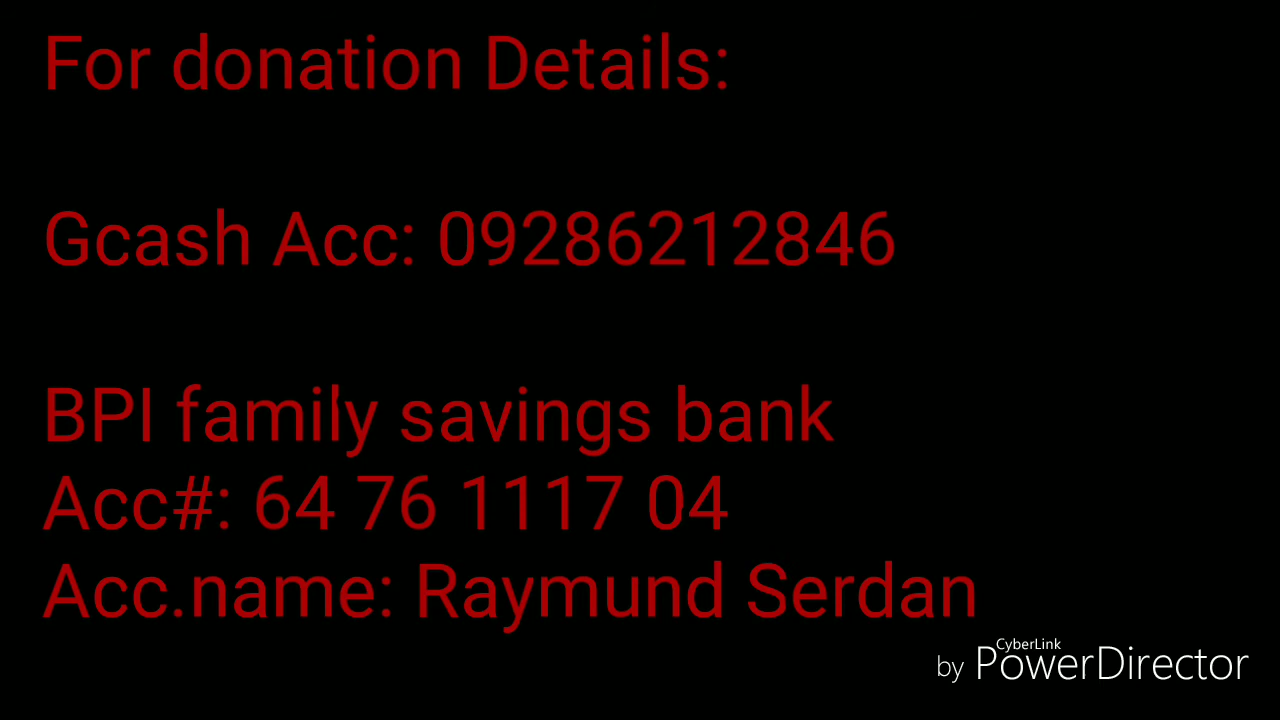 For donation Details:
Gcash Acc: 09286212846
BPI family savings bank
Acc#: 64 76 1117 04
Acc.name: Raymund Serdan
CyberLink
by PowerDirector